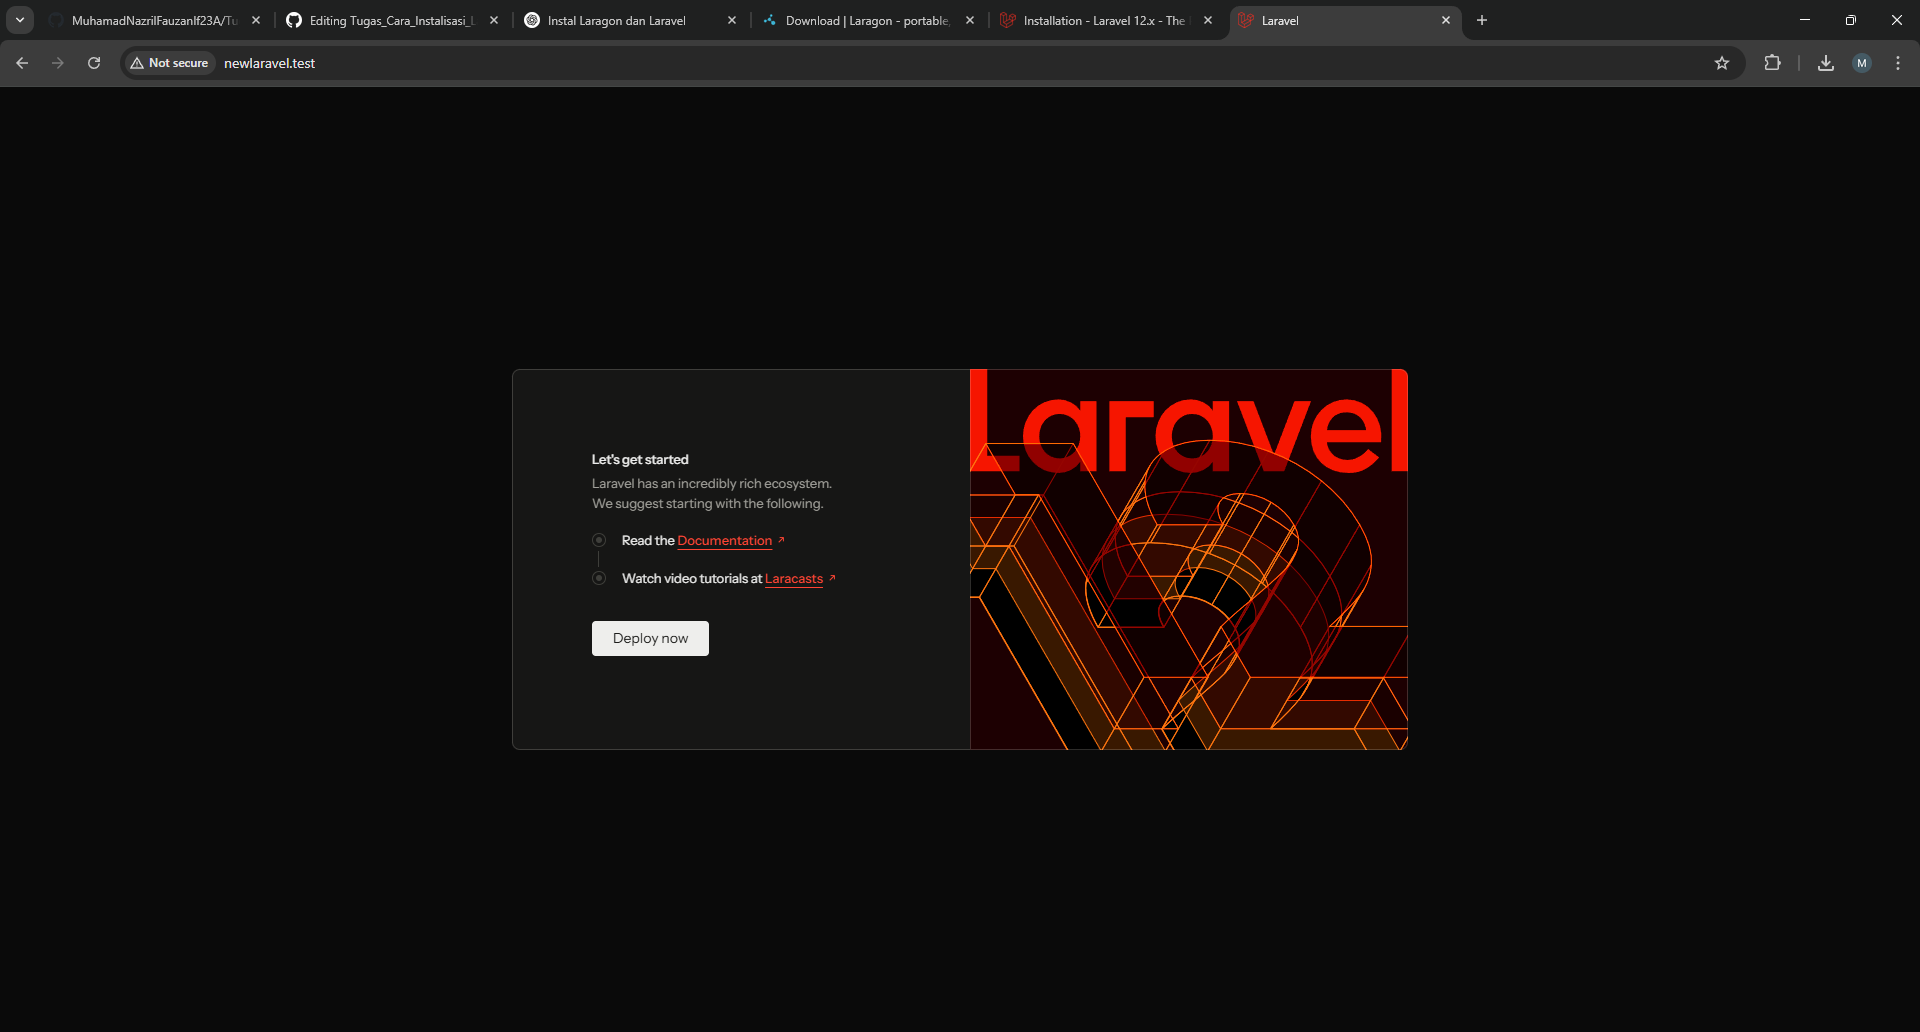 MuhamadNazrilFauzanIf23A/Tu
Editing Tugas_Cara_Instalisasi_L
Instal Laragon dan Laravel
Download | Laragon - portable,
Installation - Laravel 12.x - The
Laravel
Not secure
newlaravel.test
M
Laravel
Let's get started
Laravel has an incredibly rich ecosystem.
We suggest starting with the following.
Read the Documentation
Watch video tutorials at Laracasts
Deploy now